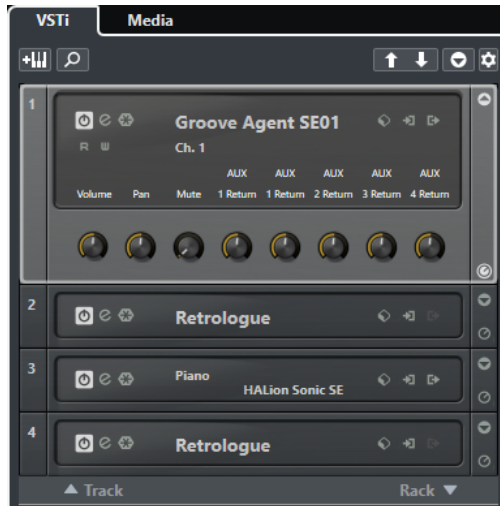 VSTi Media
1
Groove Agent SE01
R W Ch. 1
AUX AUX AUX AUX AUX
Volume Pan Mute 1 Return 1 Return 2 Return 3 Return 4 Return
2
Retrologue
3
Piano
HALion Sonic SE
4
Retrologue
Track Rack